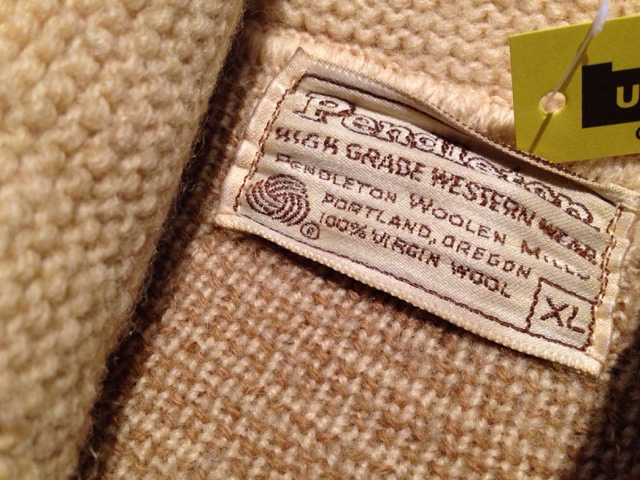 Pendleton
HIGH GRADE WESTERN WEAR
PENDLETON WOOLEN MILLS
PORTLAND, OREGON
100% VIRGIN WOOL
®
XL
U